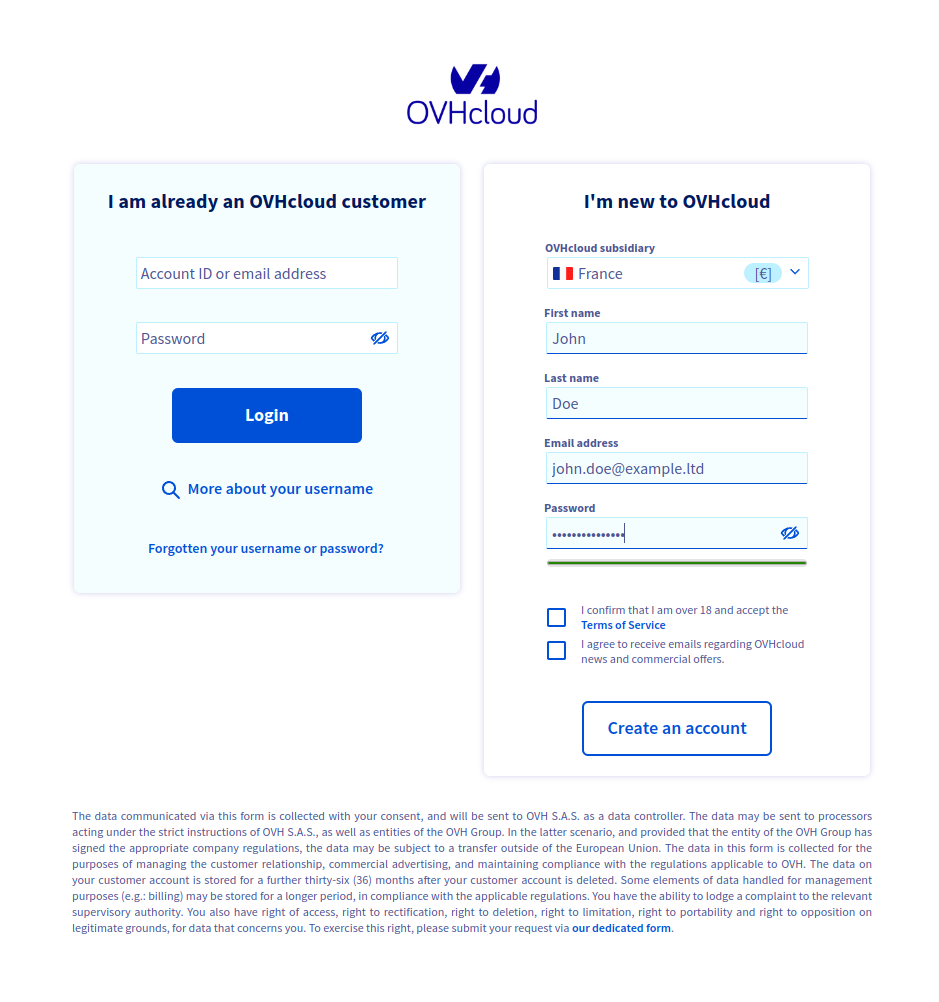 OVHcloud
I am already an OVHcloud customer
Account ID or email address
Password
Login
More about your username
Forgotten your username or password?
I'm new to OVHcloud
OVHcloud subsidiary
France [€]
First name
John
Last name
Doe
Email address
john.doe@example.ltd
Password
•••••••••••••••
I confirm that I am over 18 and accept the
Terms of Service
I agree to receive emails regarding OVHcloud
news and commercial offers.
Create an account
The data communicated via this form is collected with your consent, and will be sent to OVH S.A.S. as a data controller. The data may be sent to processors
acting under the strict instructions of OVH S.A.S., as well as entities of the OVH Group. In the latter scenario, and provided that the entity of the OVH Group has
signed the appropriate company regulations, the data may be subject to a transfer outside of the European Union. The data in this form is collected for the
purposes of managing the customer relationship, commercial advertising, and maintaining compliance with the regulations applicable to OVH. The data on
your customer account is stored for a further thirty-six (36) months after your customer account is deleted. Some elements of data handled for management
purposes (e.g.: billing) may be stored for a longer period, in compliance with the applicable regulations. You have the ability to lodge a complaint to the relevant
supervisory authority. You also have right of access, right to rectification, right to deletion, right to limitation, right to portability and right to opposition on
legitimate grounds, for data that concerns you. To exercise this right, please submit your request via our dedicated form.